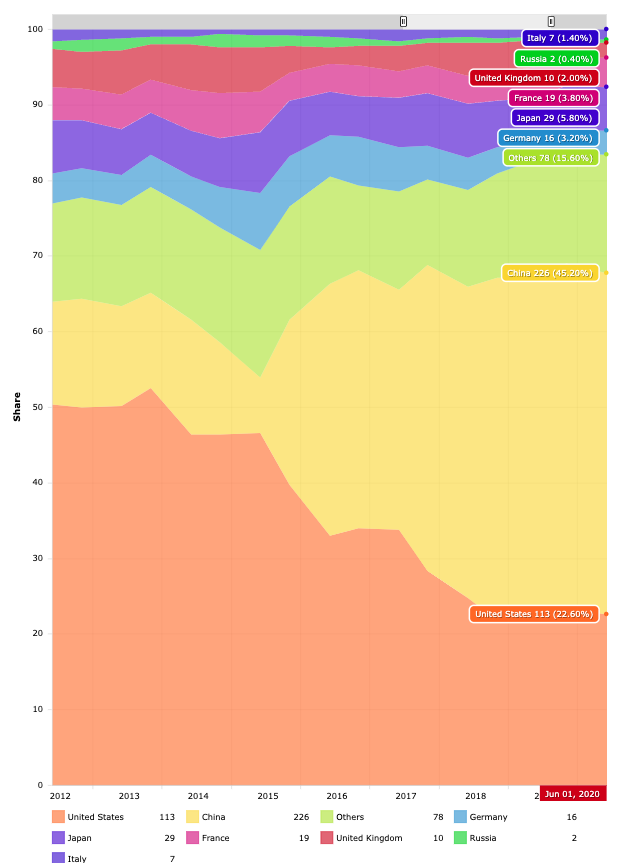 100
Italy 7 (1.40%)
Russia 2 (0.40%)
United Kingdom 10 (2.00%)
90
France 19 (3.80%)
Japan 29 (5.80%)
Germany 16 (3.20%)
Others 78 (15.60%)
80
70
China 226 (45.20%)
60
Share
50
40
30
United States 113 (22.60%)
20
10
0
2012 2013 2014 2015 2016 2017 2018 Jun 01, 2020
United States 113 China 226 Others 78 Germany 16
Japan 29 France 19 United Kingdom 10 Russia 2
Italy 7